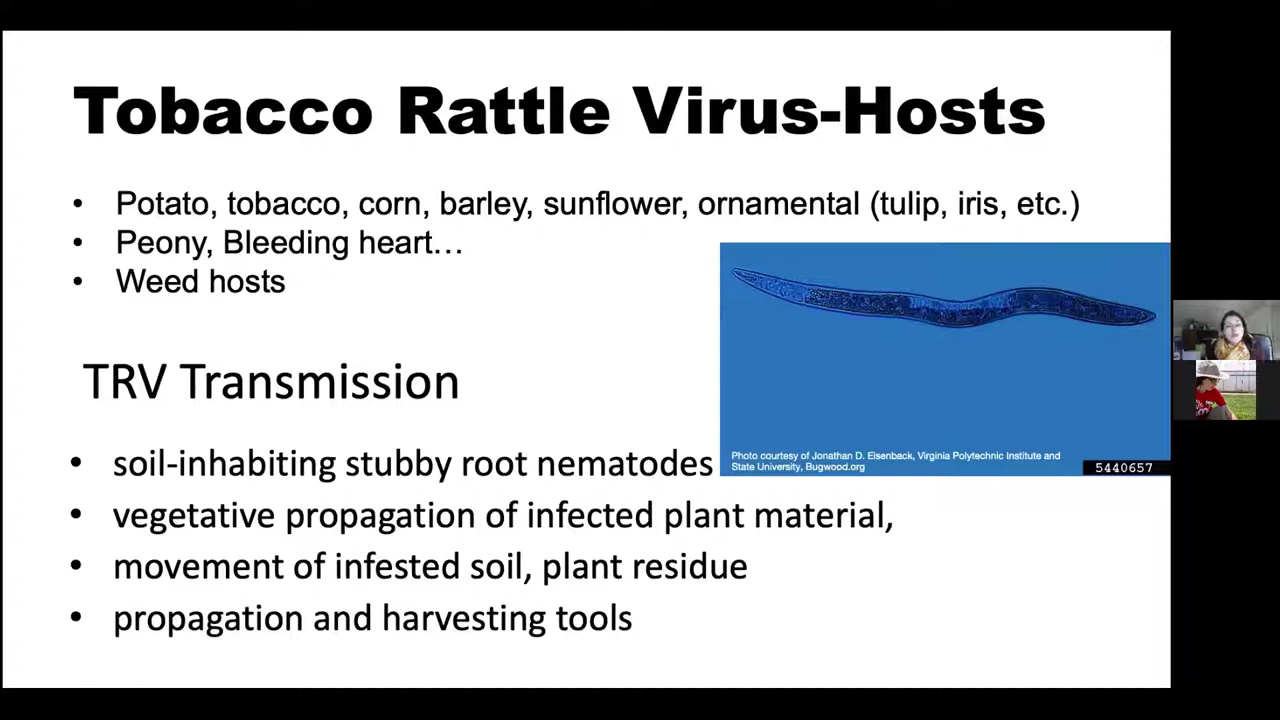 Tobacco Rattle Virus-Hosts
• Potato, tobacco, corn, barley, sunflower, ornamental (tulip, iris, etc.)
• Peony, Bleeding heart…
• Weed hosts
TRV Transmission
• soil-inhabiting stubby root nematodes
• vegetative propagation of infected plant material,
• movement of infested soil, plant residue
• propagation and harvesting tools
Photo courtesy of Jonathan D. Eisenback, Virginia Polytechnic Institute and
State University, Bugwood.org
5440657